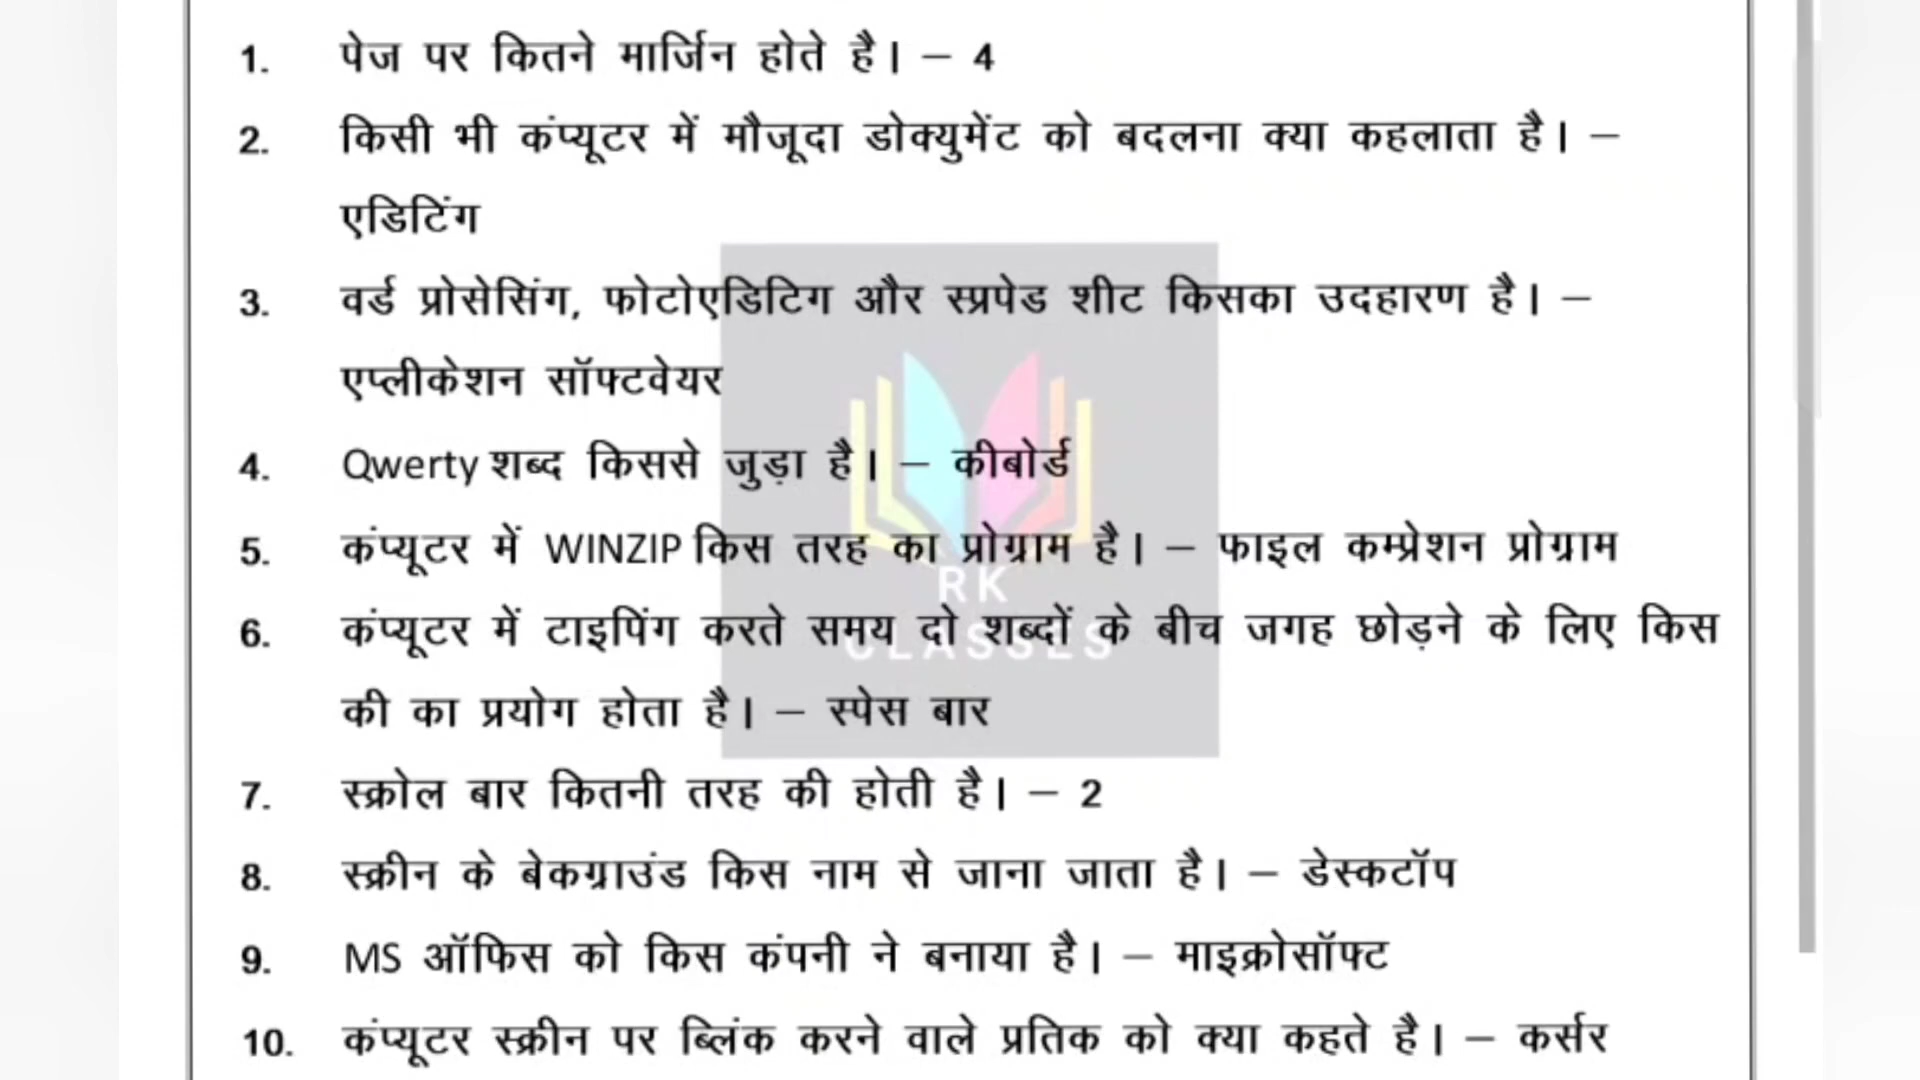 1. पेज पर कितने मार्जिन होते है। – 4
2. किसी भी कंप्यूटर में मौजूदा डोक्युमेंट को बदलना क्या कहलाता है। –
एडिटिंग
3. वर्ड प्रोसेसिंग, फोटोएडिटिग और स्प्रपेड शीट किसका उदहारण है। –
एप्लीकेशन सॉफ्टवेयर
4. Qwerty शब्द किससे जुड़ा है। – कीबोर्ड
5. कंप्यूटर में WINZIP किस तरह का प्रोग्राम है। – फाइल कम्प्रेशन प्रोग्राम
RK
6. कंप्यूटर में टाइपिंग करते समय दो शब्दों के बीच जगह छोड़ने के लिए किस
CLASSES
की का प्रयोग होता है। – स्पेस बार
7. स्क्रोल बार कितनी तरह की होती है। – 2
8. स्क्रीन के बेकग्राउंड किस नाम से जाना जाता है। – डेस्कटॉप
9. MS ऑफिस को किस कंपनी ने बनाया है। – माइक्रोसॉफ्ट
10. कंप्यूटर स्क्रीन पर ब्लिंक करने वाले प्रतिक को क्या कहते है। – कर्सर